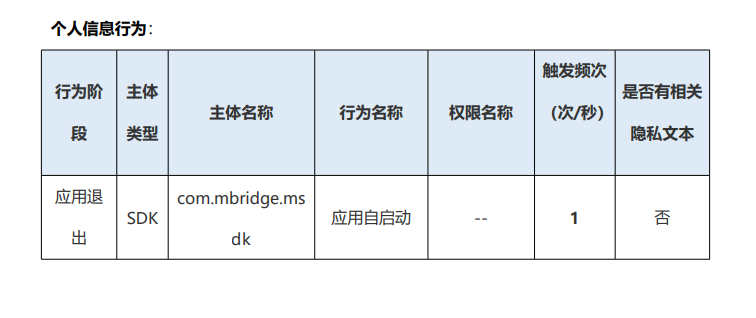 个人信息行为：
行为阶段 主体类型 主体名称 行为名称 权限名称 触发频次（次/秒） 是否有相关隐私文本
应用退出 SDK com.mbridge.msdk 应用自启动 -- 1 否